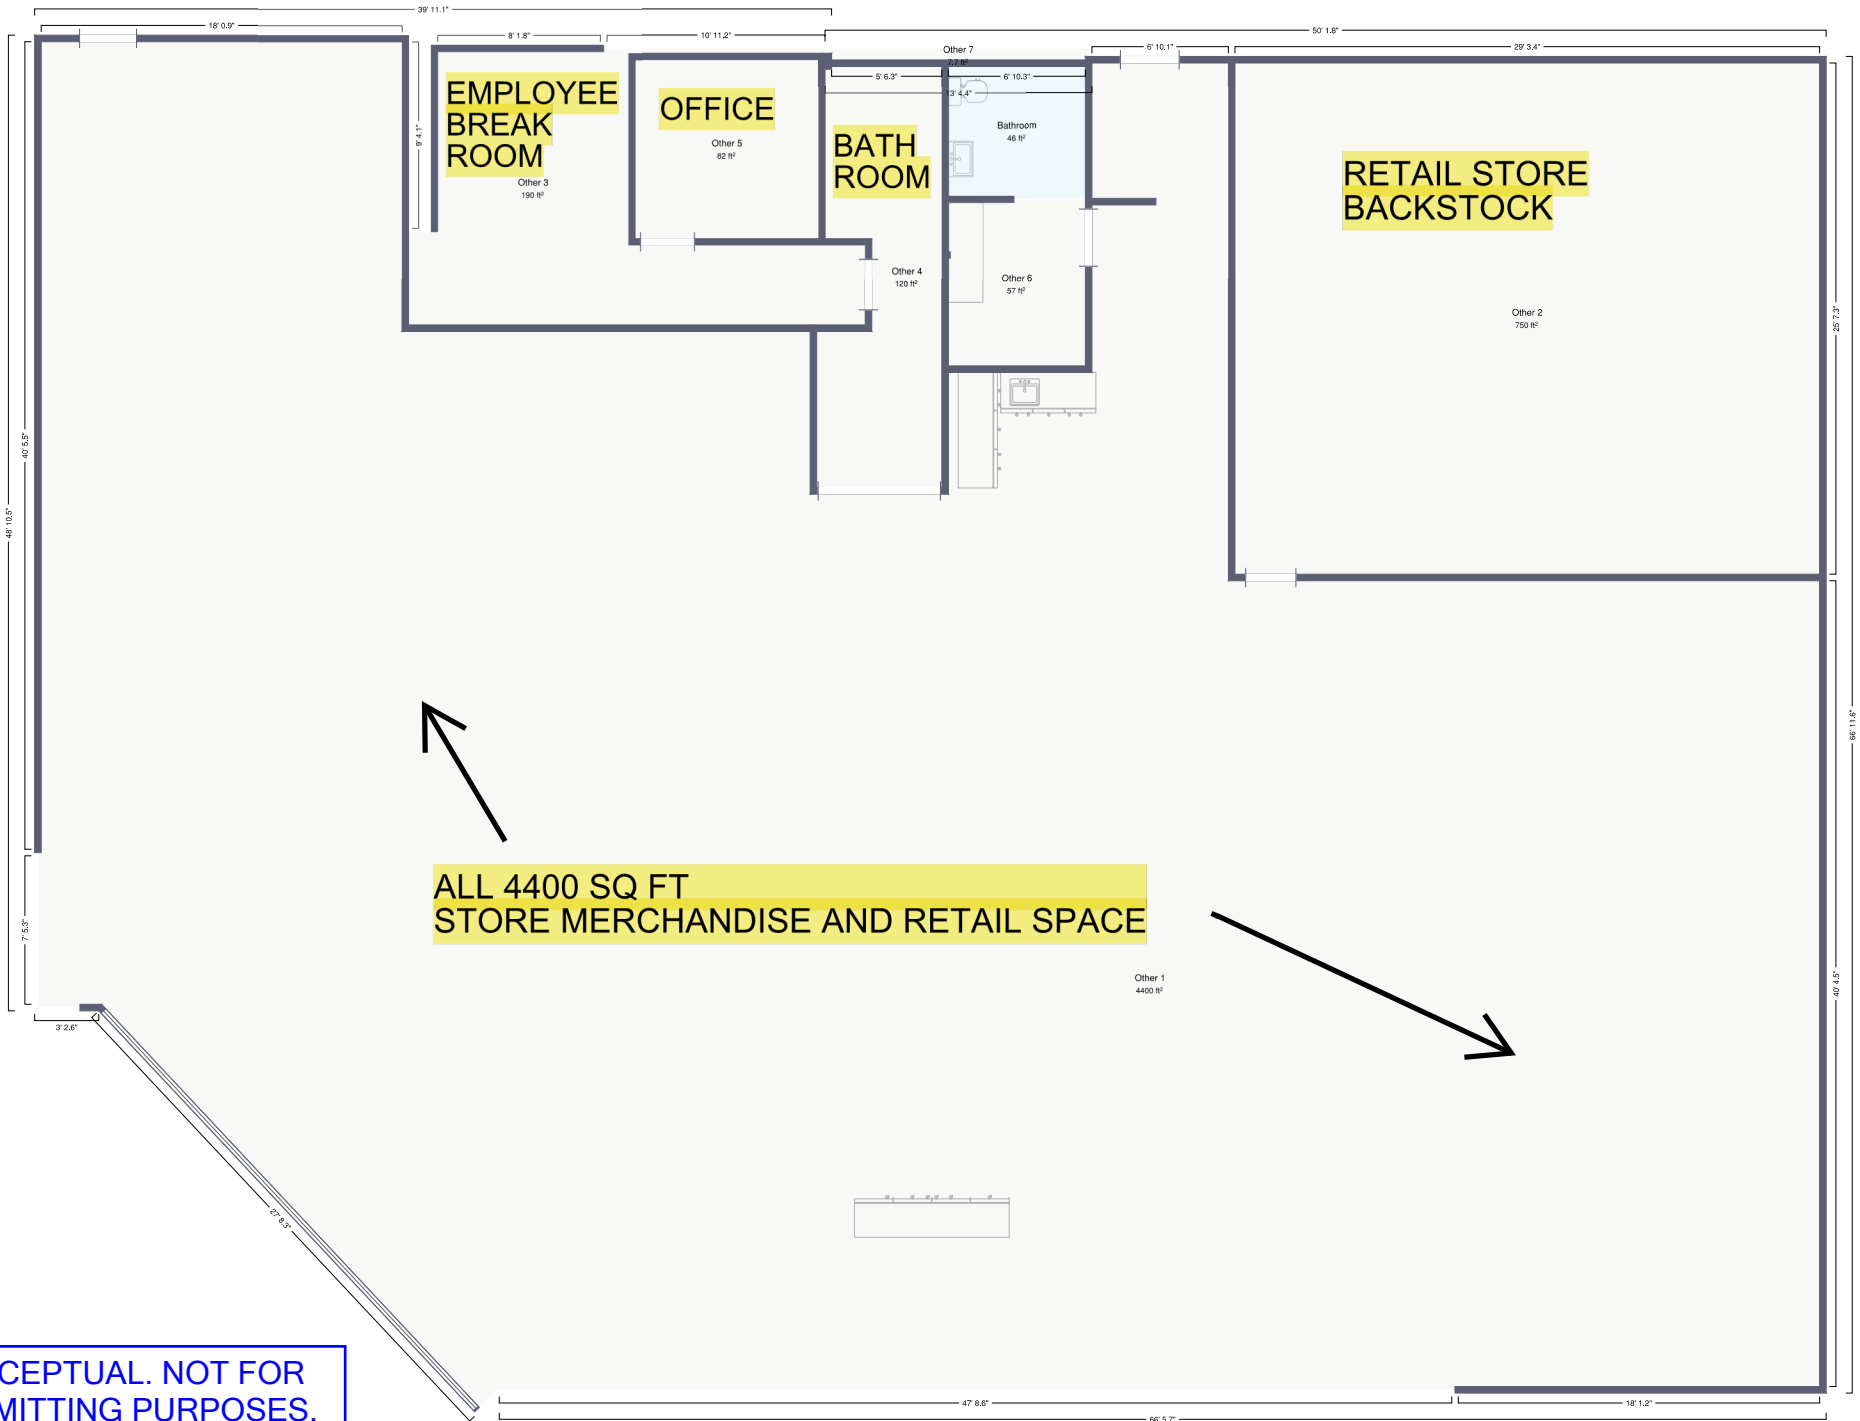 39' 11.1"
18' 0.9"
8' 1.8"
10' 11.2"
50' 1.8"
Other 7
7.7 ft²
6' 10.1"
29' 3.4"
5' 6.3"
6' 10.3"
13' 4.4"
EMPLOYEE
BREAK
ROOM
Other 3
190 ft²
9' 4.1"
OFFICE
Other 5
82 ft²
BATH
ROOM
Bathroom
46 ft²
RETAIL STORE
BACKSTOCK
Other 4
120 ft²
Other 6
57 ft²
Other 2
750 ft²
25' 7.3"
40' 5.5"
48' 10.5"
66' 11.6"
ALL 4400 SQ FT
STORE MERCHANDISE AND RETAIL SPACE
7' 5.3"
Other 1
4400 ft²
40' 4.5"
3' 2.6"
27' 8.3"
CEPTUAL. NOT FOR
MITTING PURPOSES.
47' 8.6"
18' 1.2"
66' 5.7"